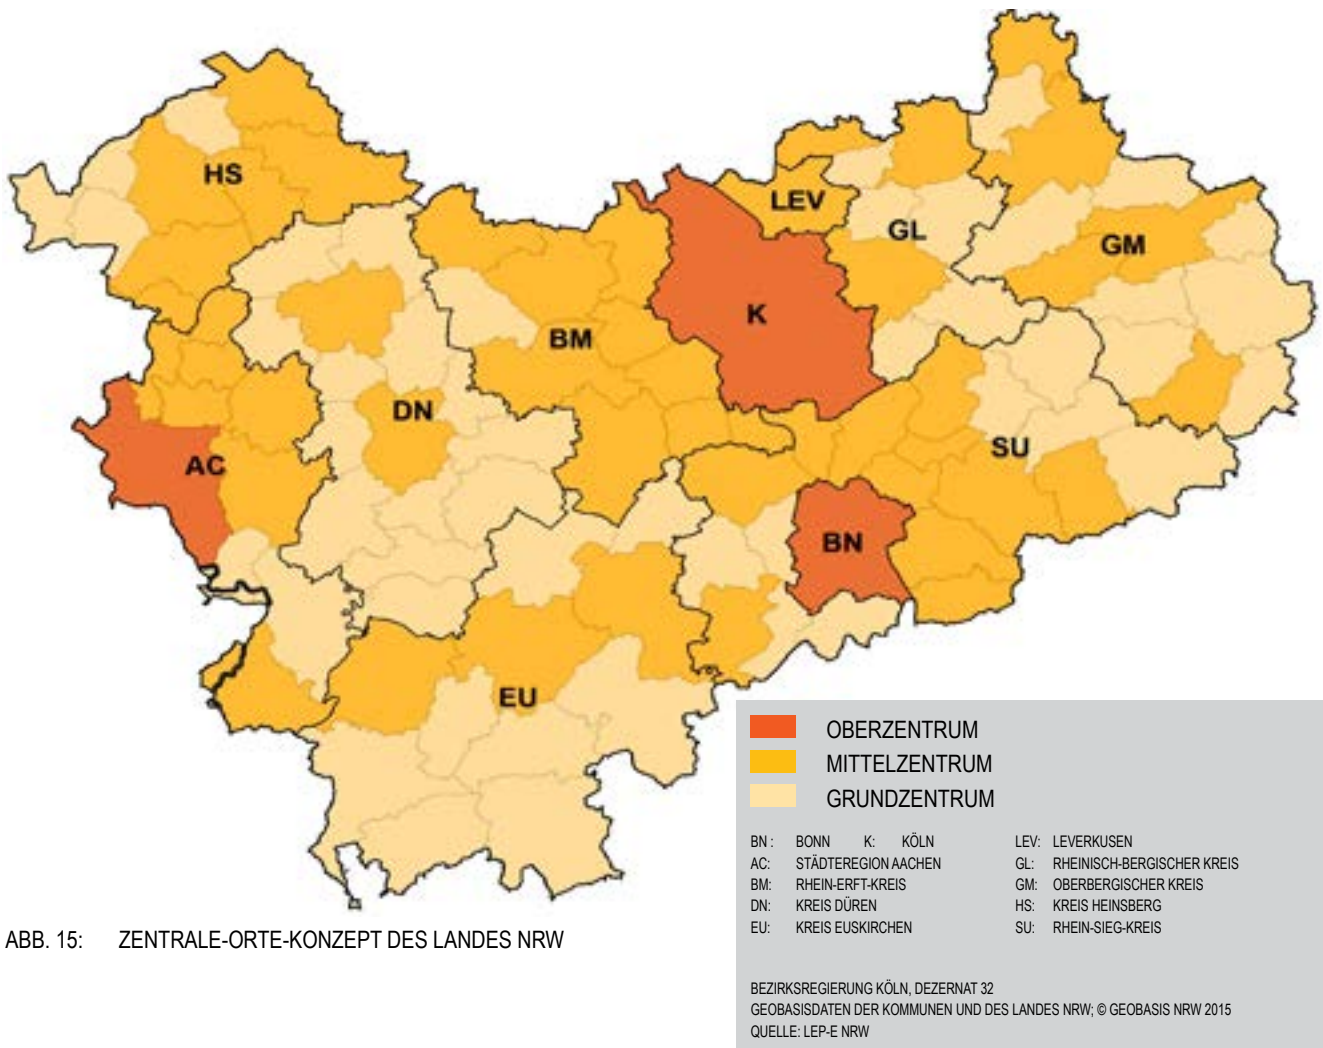 HS
LEV
GL
GM
K
BM
DN
SU
AC
BN
EU
OBERZENTRUM
MITTELZENTRUM
GRUNDZENTRUM
BN : BONN K: KÖLN LEV: LEVERKUSEN
AC: STÄDTEREGION AACHEN GL: RHEINISCH-BERGISCHER KREIS
BM: RHEIN-ERFT-KREIS GM: OBERBERGISCHER KREIS
DN: KREIS DÜREN HS: KREIS HEINSBERG
EU: KREIS EUSKIRCHEN SU: RHEIN-SIEG-KREIS
ABB. 15: ZENTRALE-ORTE-KONZEPT DES LANDES NRW
BEZIRKSREGIERUNG KÖLN, DEZERNAT 32
GEOBASISDATEN DER KOMMUNEN UND DES LANDES NRW; © GEOBASIS NRW 2015
QUELLE: LEP-E NRW